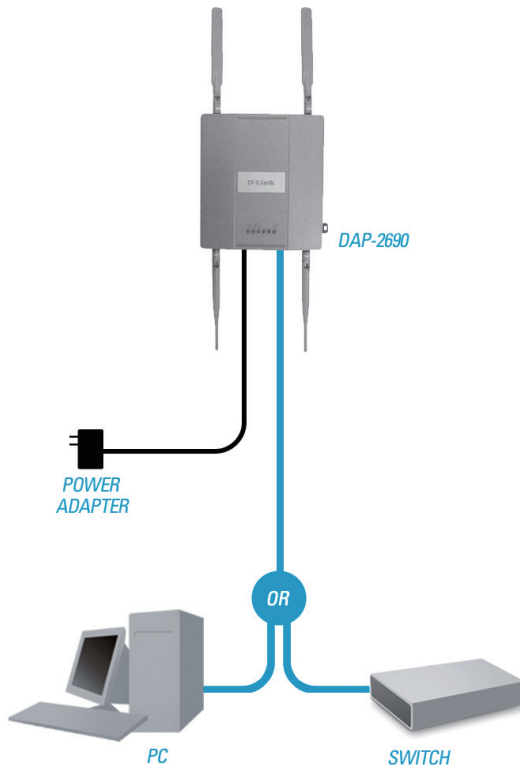 D-Link
DAP-2690
POWER
ADAPTER
OR
PC
SWITCH